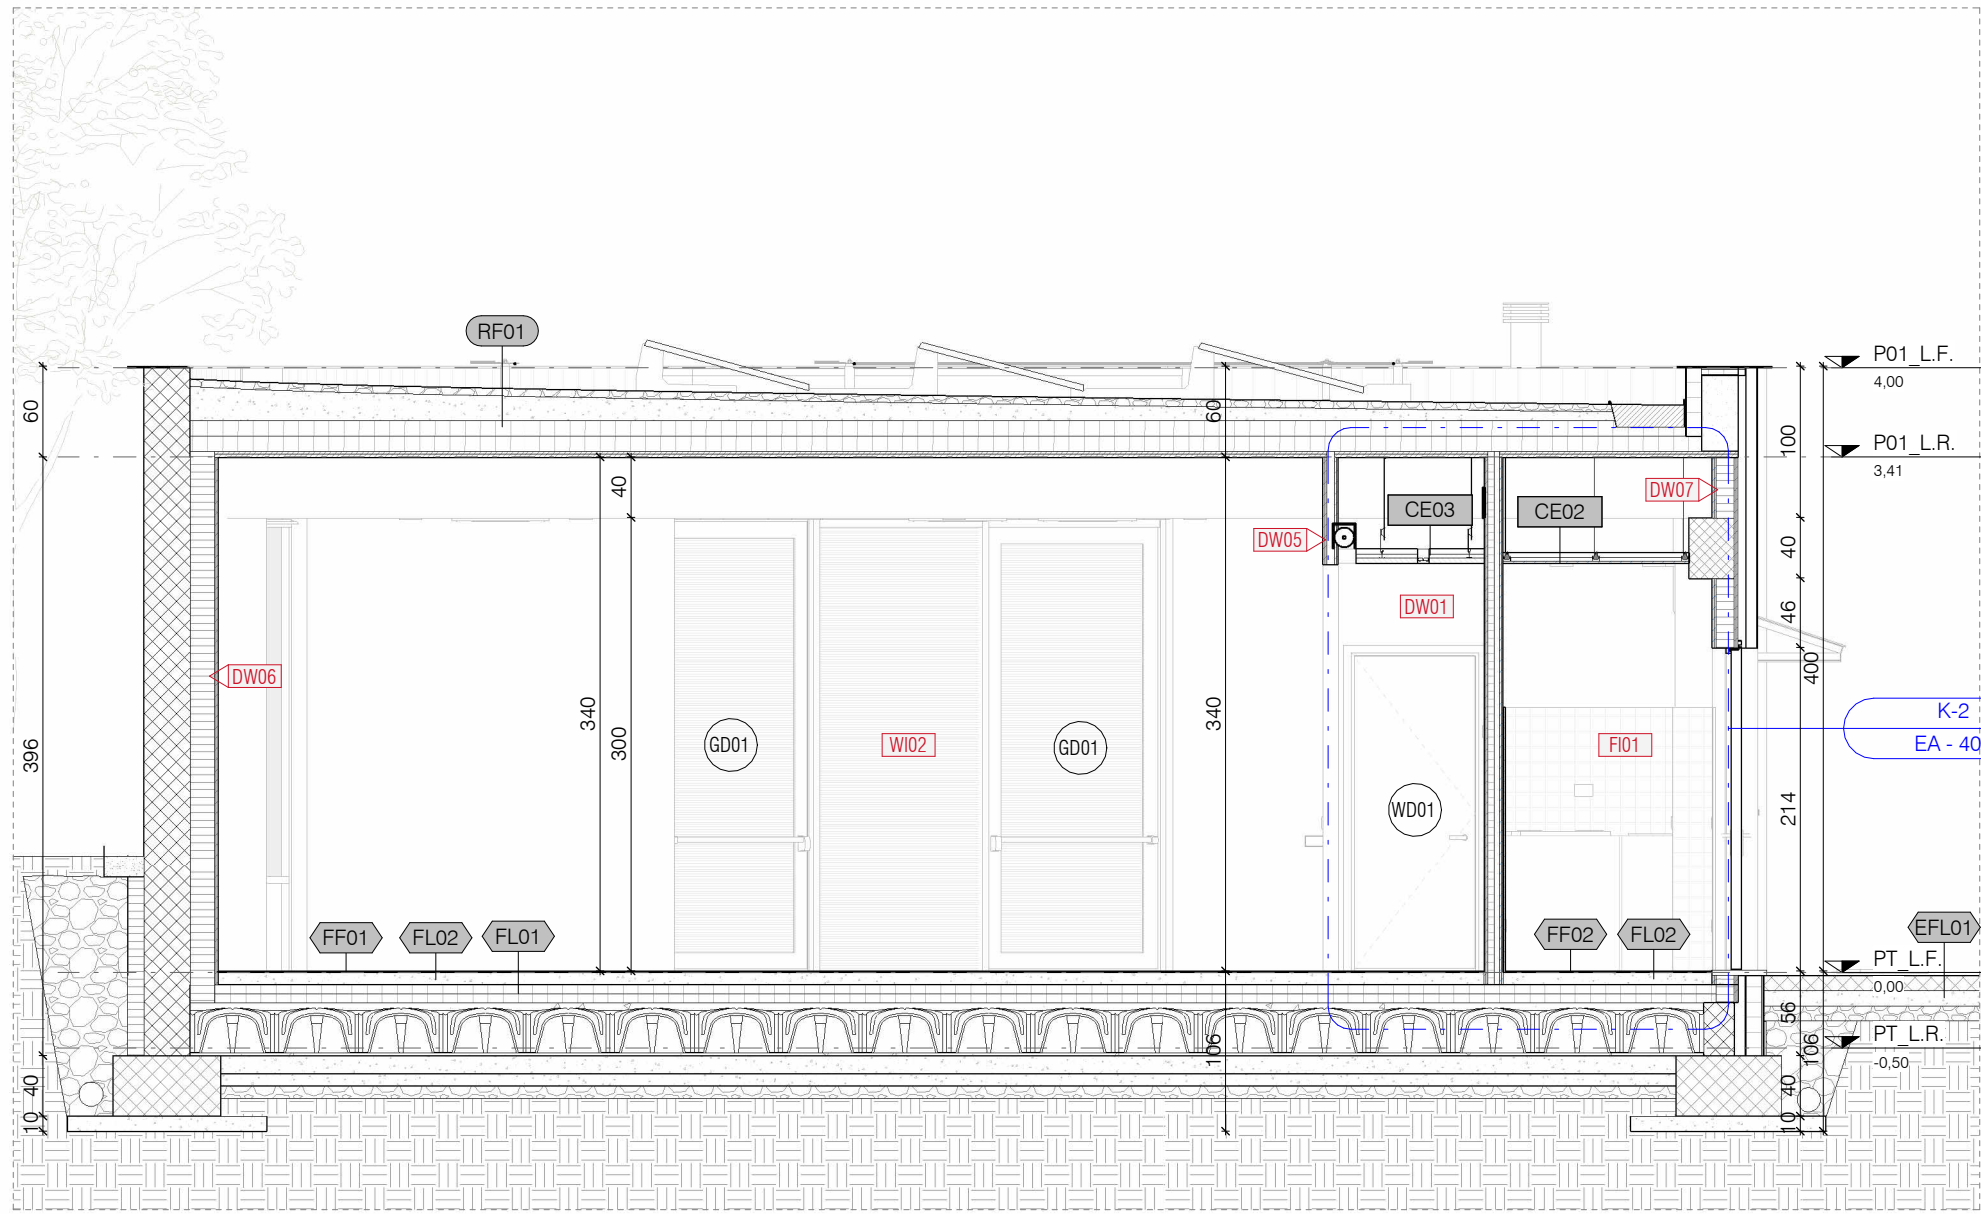 RF01
P01_L.F.
4,00
60
60
100
P01_L.R.
3,41
40
DW07
CE03
CE02
DW05
40
DW01
46
400
DW06
340
300
340
396
GD01
WI02
GD01
FI01
K-2
EA - 40
WD01
214
FF01
FL02
FL01
FF02
FL02
EFL01
PT_L.F.
0,00
56
PT_L.R.
-0,50
106
106
40
40
10
10